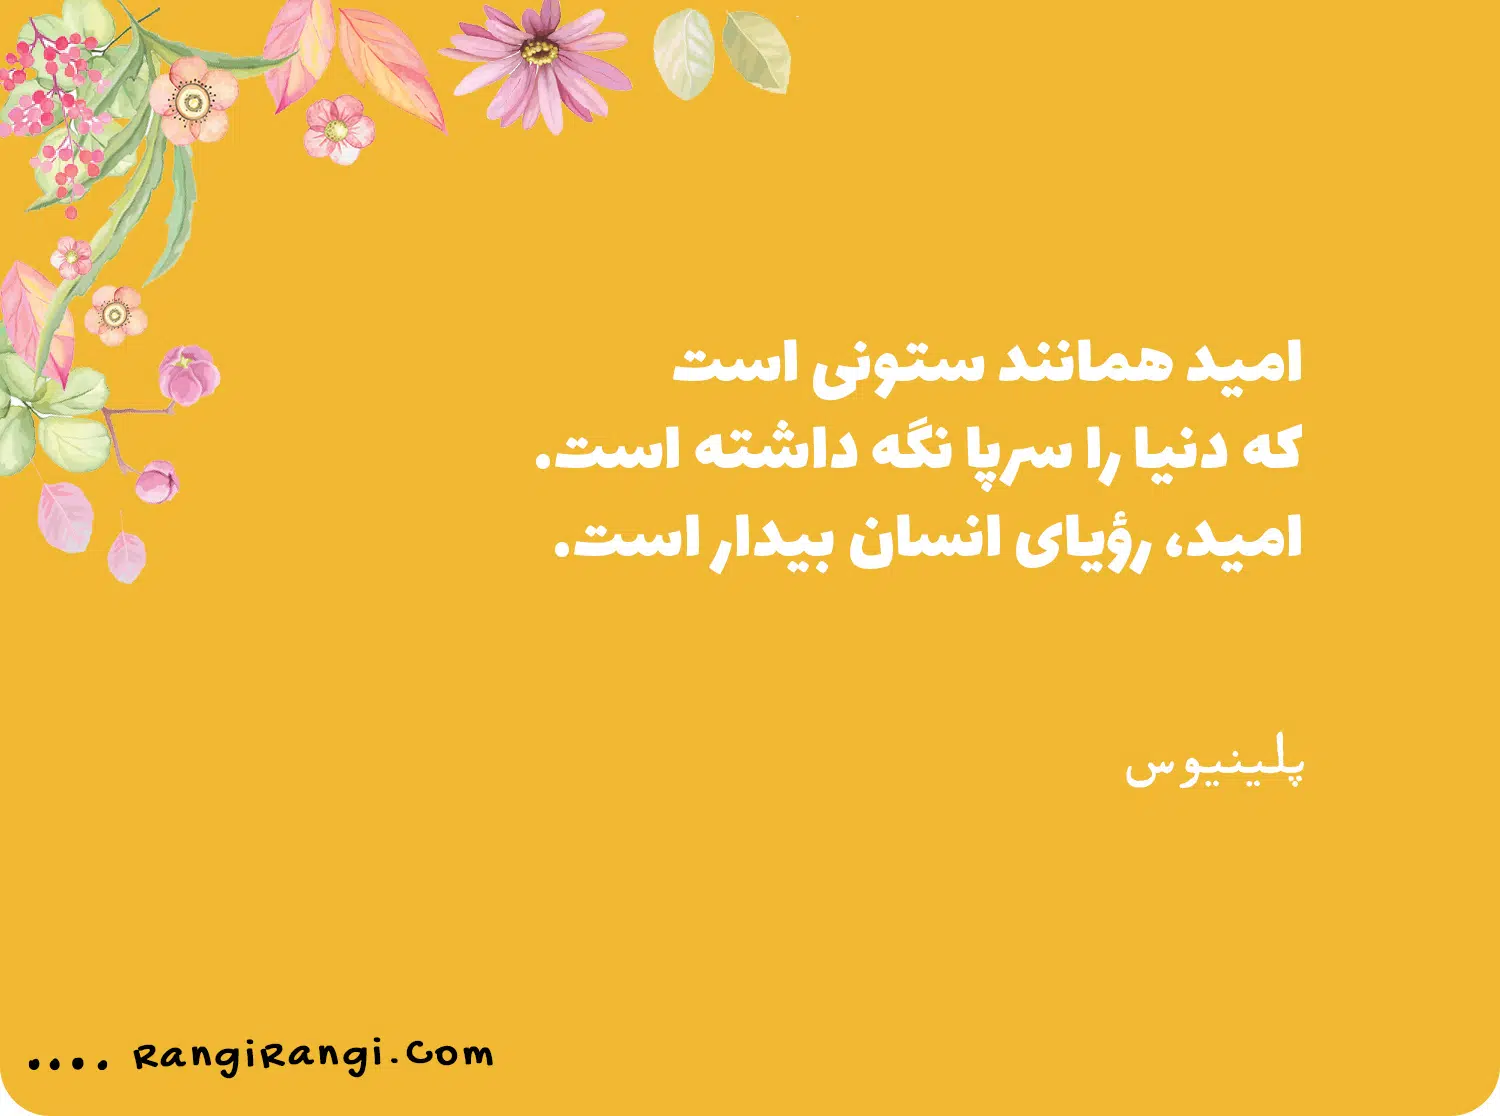 امید همانند ستونی است
که دنیا را سرپا نگه داشته است.
امید، رؤیای انسان بیدار است.
پلینیوس
.... RangiRangi.Com